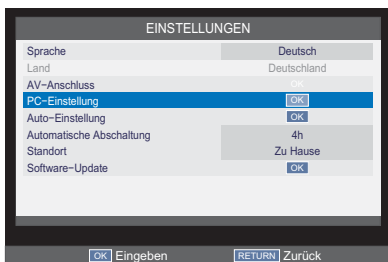 EINSTELLUNGEN
Sprache Deutsch
Land Deutschland
AV-Anschluss OK
PC-Einstellung OK
Auto-Einstellung OK
Automatische Abschaltung 4h
Standort Zu Hause
Software-Update OK
OK Eingeben RETURN Zurück